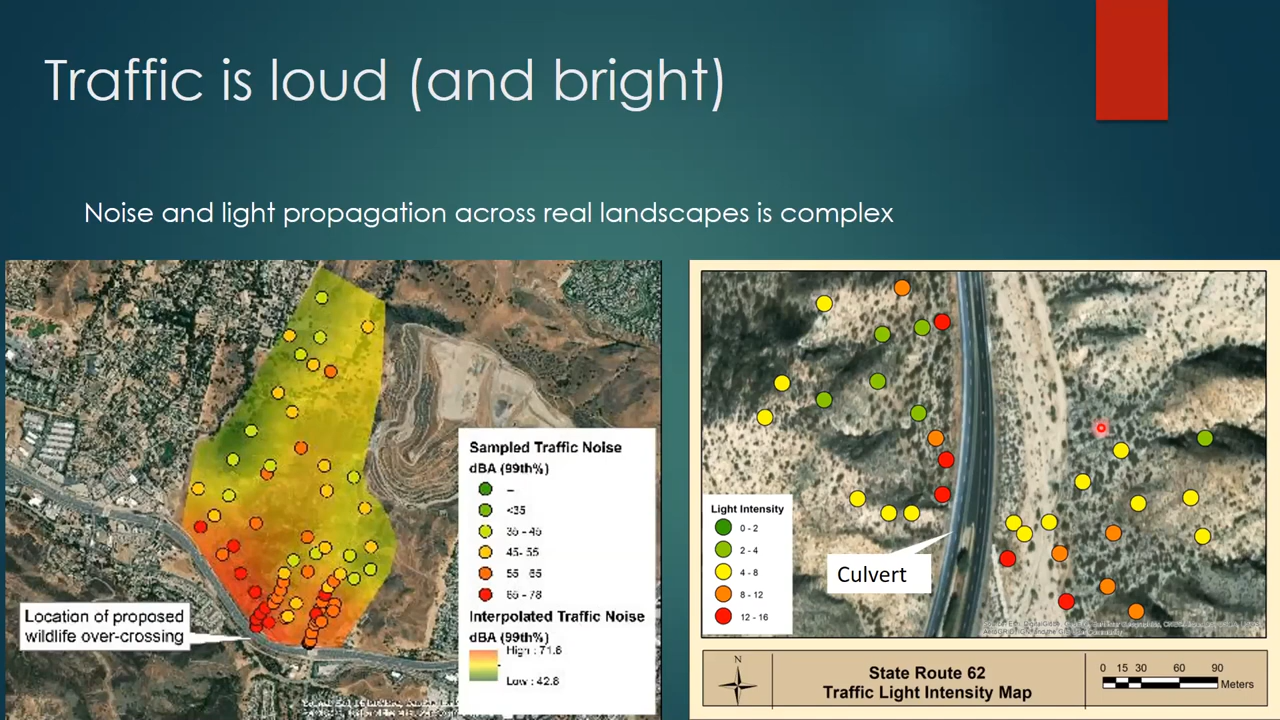 Traffic is loud (and bright)
Noise and light propagation across real landscapes is complex
Sampled Traffic Noise
dBA (99th%)
–
<35
35 - 45
45- 55
55 - 65
65 - 78
Interpolated Traffic Noise
dBA (99th%)
High : 71.6
Low : 42.8
Location of proposed
wildlife over-crossing
Light Intensity
0 - 2
2 - 4
4 - 8
8 - 12
12 - 16
Culvert
N
State Route 62
Traffic Light Intensity Map
0 15 30 60 90
Meters